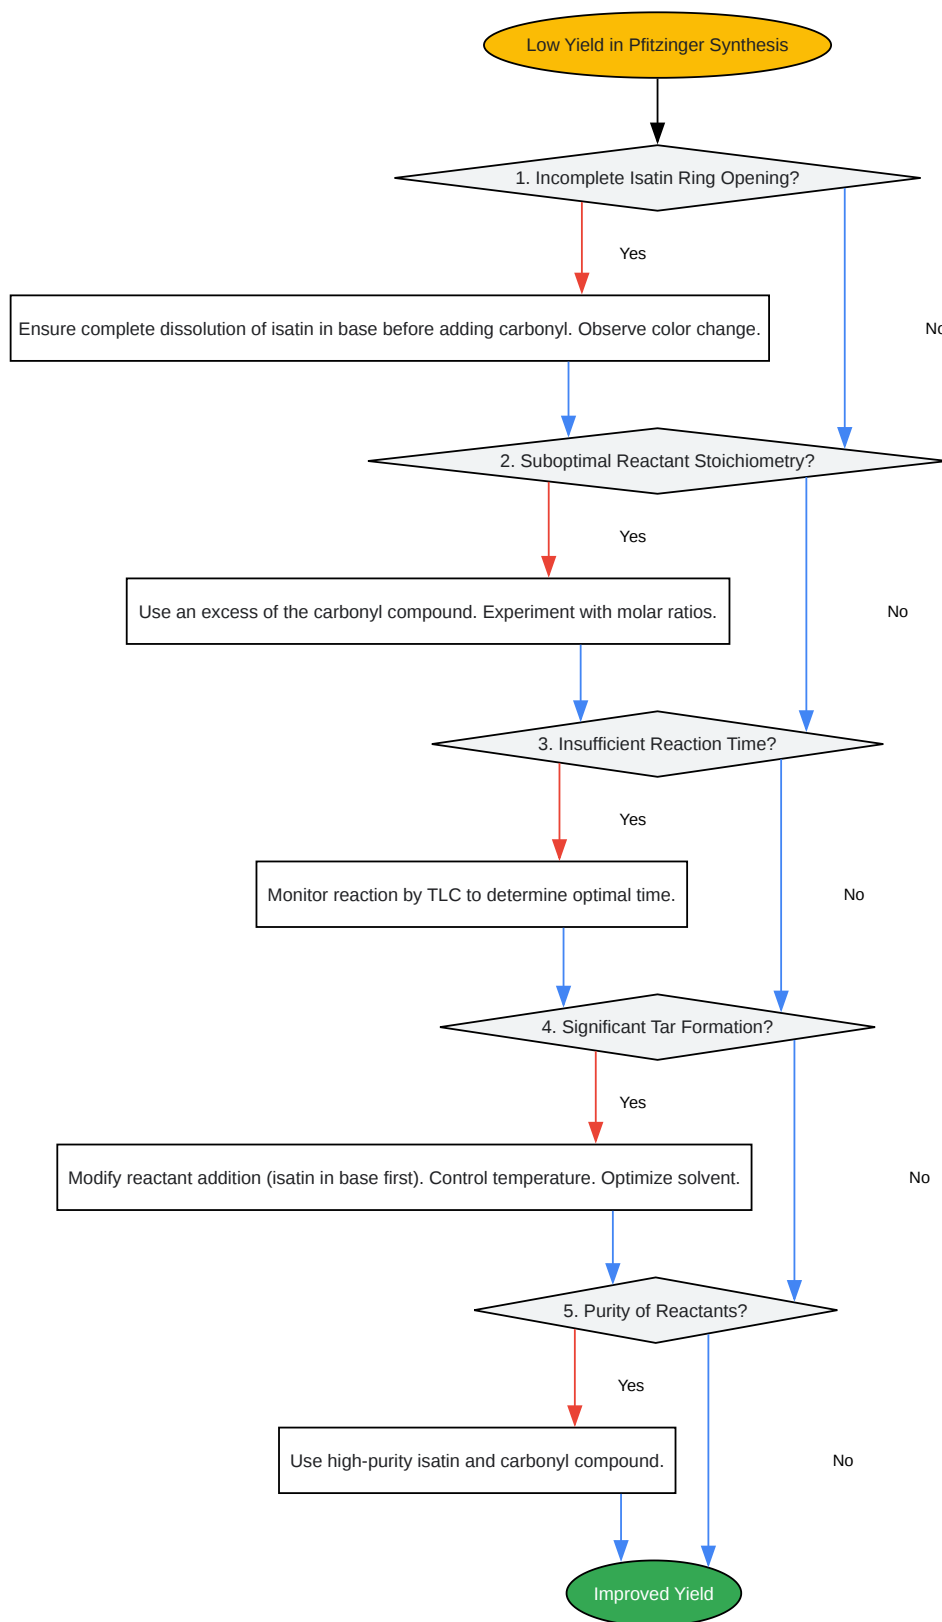 Low Yield in Pfitzinger Synthesis
1. Incomplete Isatin Ring Opening?
Yes
Ensure complete dissolution of isatin in base before adding carbonyl. Observe color change.
No
2. Suboptimal Reactant Stoichiometry?
Yes
Use an excess of the carbonyl compound. Experiment with molar ratios.
No
3. Insufficient Reaction Time?
Yes
Monitor reaction by TLC to determine optimal time.
No
4. Significant Tar Formation?
Yes
Modify reactant addition (isatin in base first). Control temperature. Optimize solvent.
No
5. Purity of Reactants?
Yes
Use high-purity isatin and carbonyl compound.
No
Improved Yield